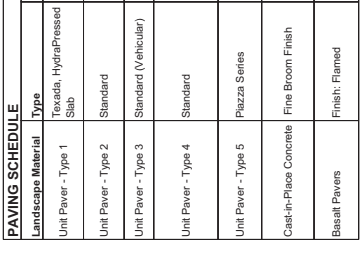 PAVING SCHEDULE
Landscape Material Type
Unit Paver - Type 1 Texada, HydraPressed
Slab
Unit Paver - Type 2 Standard
Unit Paver - Type 3 Standard (Vehicular)
Unit Paver - Type 4 Standard
Unit Paver - Type 5 Piazza Series
Cast-in-Place Concrete Fine Broom Finish
Basalt Pavers Finish: Flamed